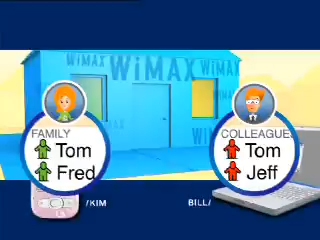 WiMAX WiMAX WiMAX
WiMAX
FAMILY
Tom
Fred
COLLEAGUES
Tom
Jeff
/KIM
BILL/